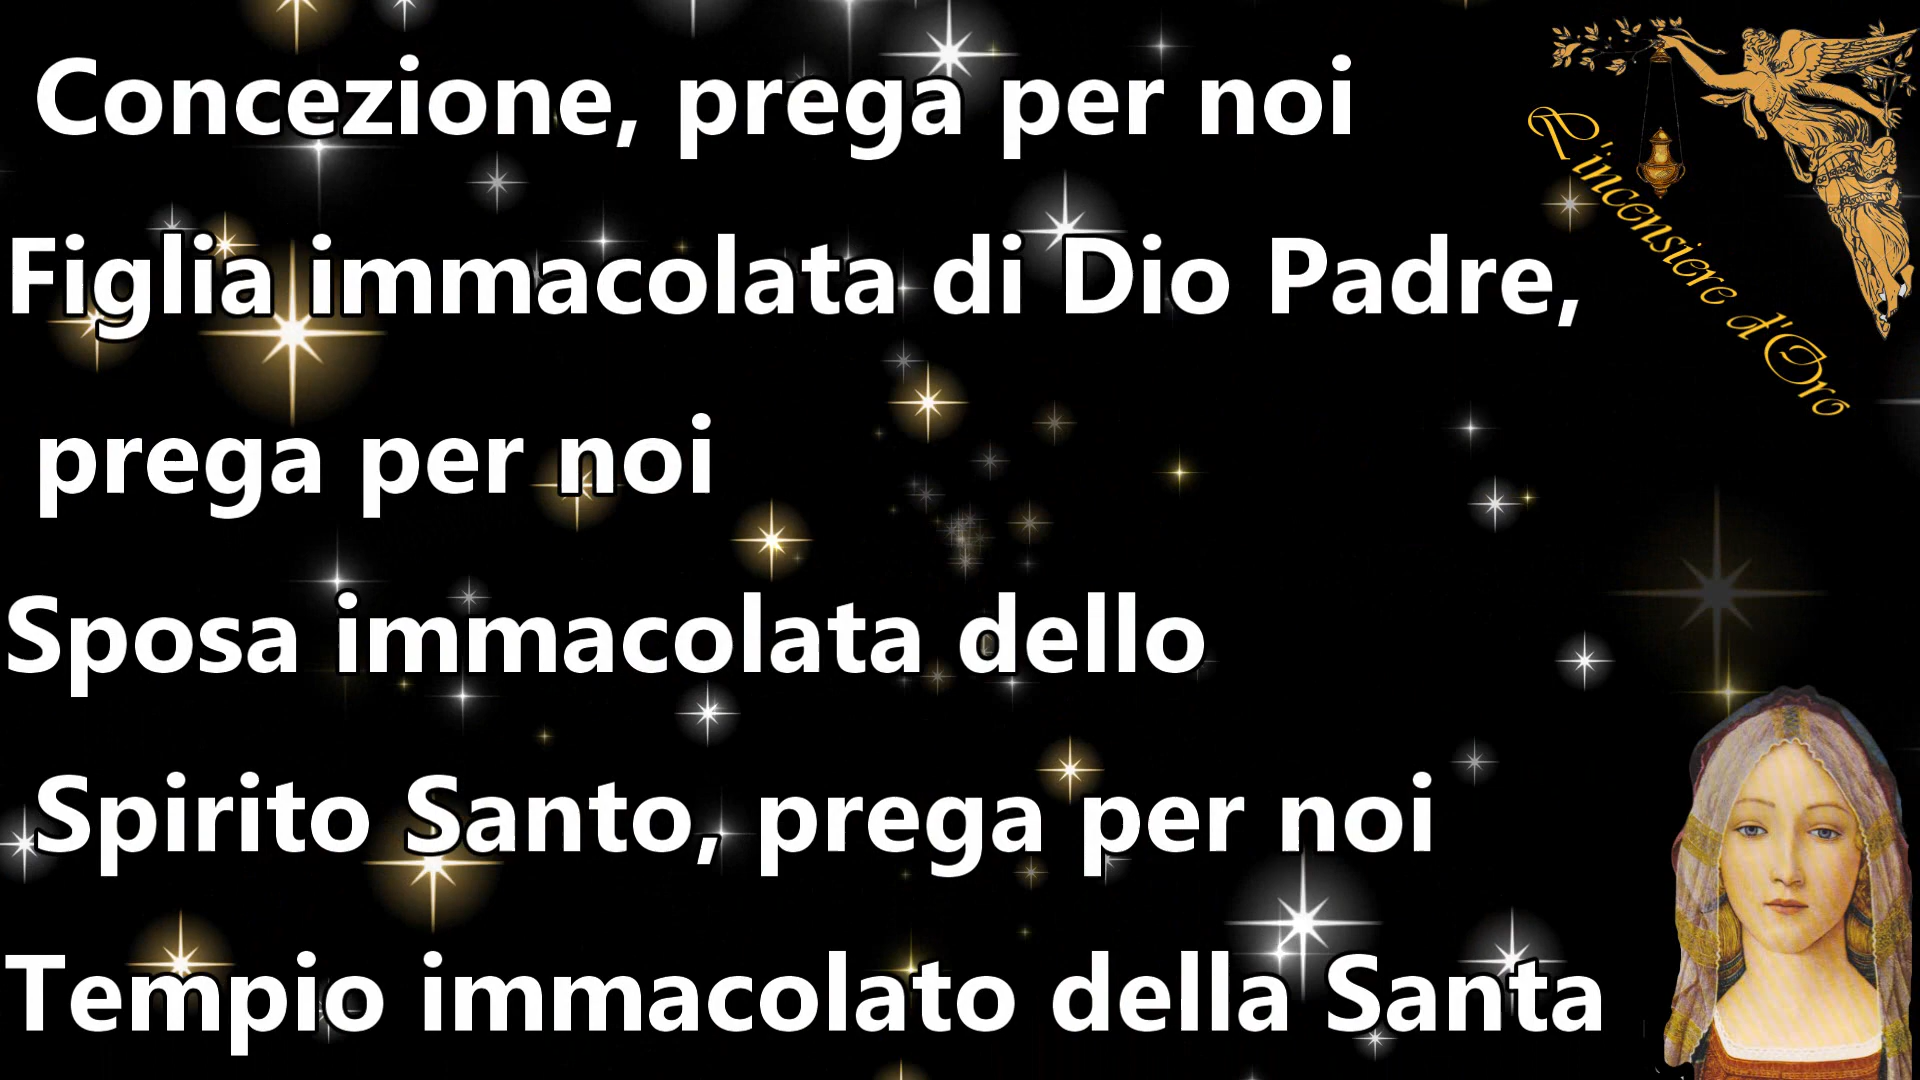 Concezione, prega per noi
Figlia immacolata di Dio Padre,
prega per noi
Sposa immacolata dello
Spirito Santo, prega per noi
Tempio immacolato della Santa
L'incensiere d'Oro